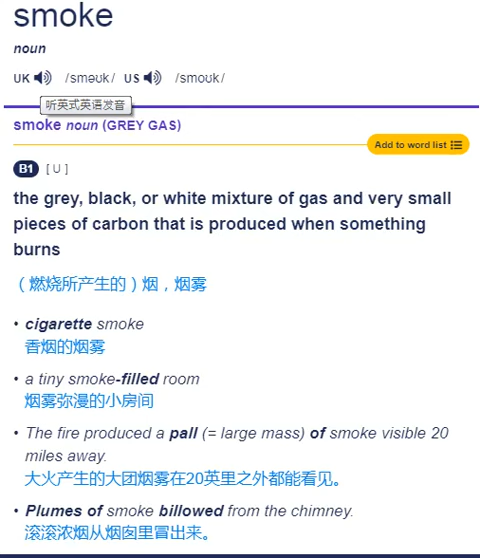 smoke
noun
UK /sməʊk/ US /smoʊk/
听英式英语发音
smoke noun (GREY GAS)
Add to word list
B1 [ U ]
the grey, black, or white mixture of gas and very small
pieces of carbon that is produced when something
burns
（燃烧所产生的）烟，烟雾
• cigarette smoke
香烟的烟雾
• a tiny smoke-filled room
烟雾弥漫的小房间
• The fire produced a pall (= large mass) of smoke visible 20
miles away.
大火产生的大团烟雾在20英里之外都能看见。
• Plumes of smoke billowed from the chimney.
滚滚浓烟从烟囱里冒出来。